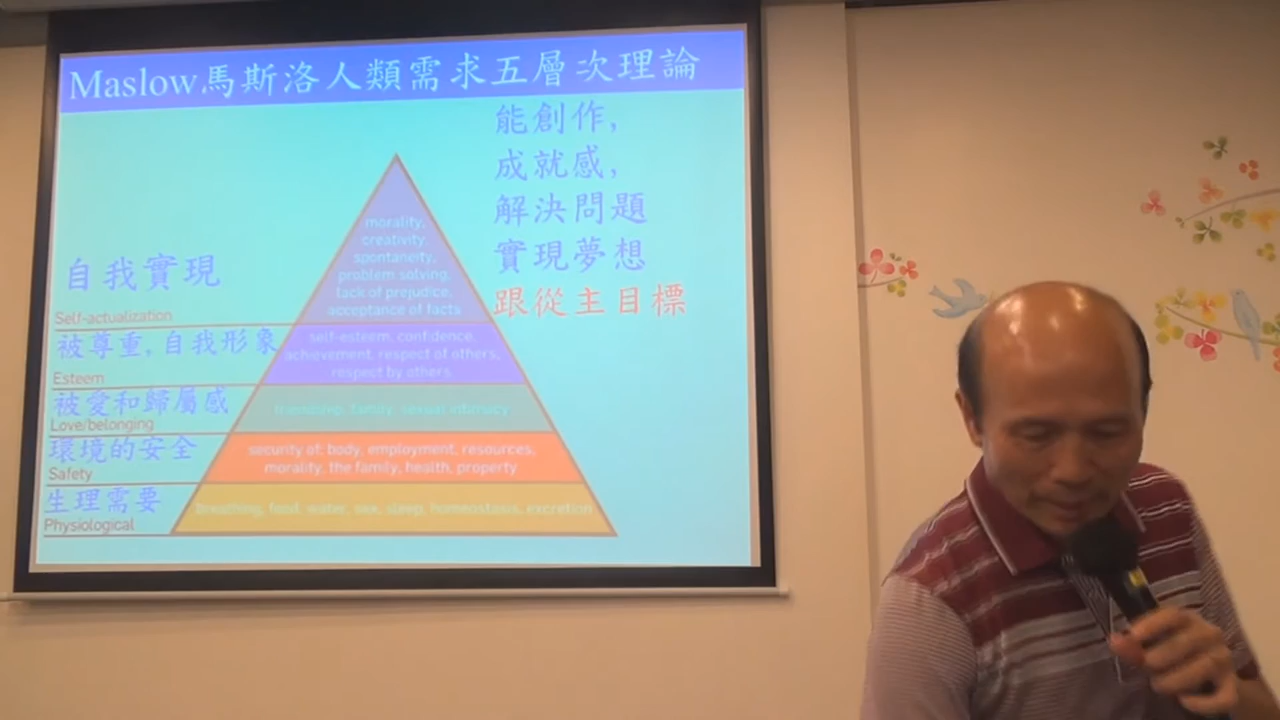 Maslow馬斯洛人類需求五層次理論
能創作,
成就感,
解決問題
實現夢想
跟從主目標
morality,
creativity,
spontaneity,
problem solving,
lack of prejudice,
acceptance of facts
自我實現
Self-actualization
self-esteem, confidence,
achievement, respect of others,
respect by others
被尊重,自我形象
Esteem
friendship, family, sexual intimacy
被愛和歸屬感
Love/belonging
security of: body, employment, resources,
morality, the family, health, property
環境的安全
Safety
breathing, food, water, sex, sleep, homeostasis, excretion
生理需要
Physiological